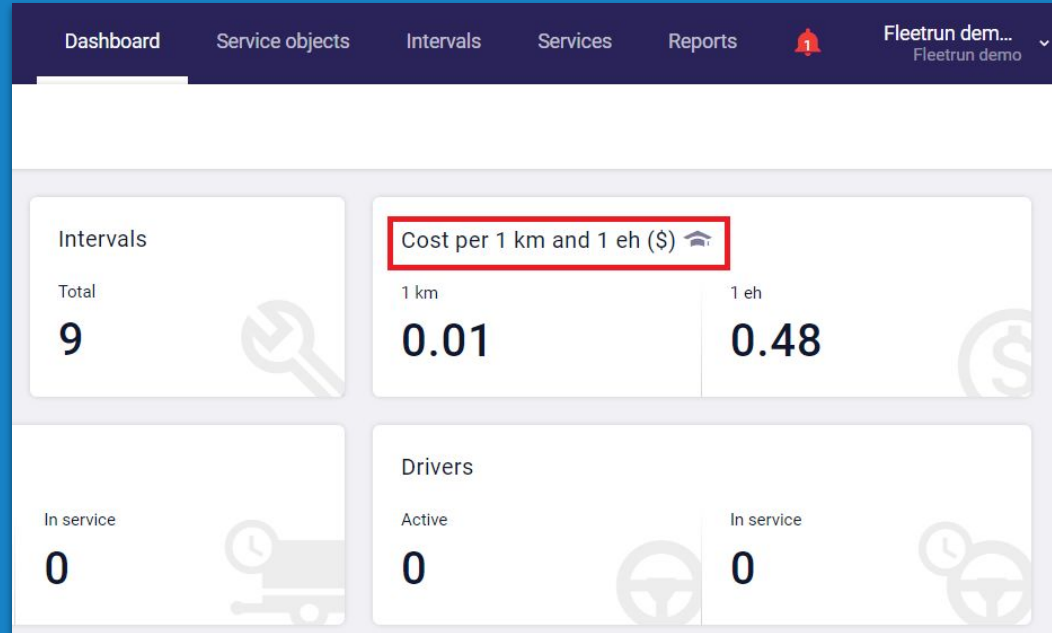 Dashboard Service objects Intervals Services Reports 1 Fleetrun dem...
Fleetrun demo
Intervals
Total
9
Cost per 1 km and 1 eh ($)
1 km 1 eh
0.01 0.48
$
In service
0
Drivers
Active In service
0 0